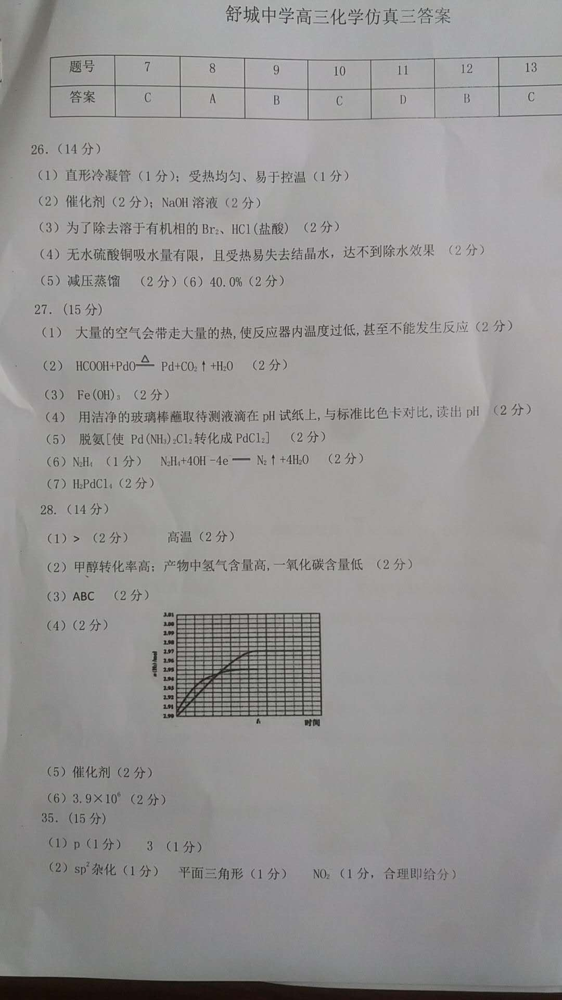 舒城中学高三化学仿真三答案
题号 7 8 9 10 11 12 13
答案 C A B C D B C
26.（14分）
（1）直形冷凝管（1分）；受热均匀、易于控温（1分）
（2）催化剂（2分）；NaOH 溶液（2分）
（3）为了除去溶于有机相的 Br₂、HCl(盐酸) （2分）
（4）无水硫酸铜吸水量有限，且受热易失去结晶水，达不到除水效果 （2分）
（5）减压蒸馏 （2分）（6）40.0%（2分）
27. (15分)
（1） 大量的空气会带走大量的热,使反应器内温度过低,甚至不能发生反应（2分）
（2） HCOOH+PdO ≜ Pd+CO₂↑+H₂O （2分）
（3） Fe(OH)₃ （2分）
（4） 用洁净的玻璃棒蘸取待测液滴在 pH 试纸上,与标准比色卡对比,读出 pH （2分）
（5） 脱氨[使 Pd(NH₃)₂Cl₂转化成 PdCl₂] （2分）
（6）N₂H₄ （1分） N₂H₄+4OH⁻-4e⁻══ N₂↑+4H₂O （2分）
（7）H₂PdCl₄（2分）
28.（14分）
（1）> （2分） 高温（2分）
（2）甲醇转化率高；产物中氢气含量高,一氧化碳含量低 （2分）
（3）ABC （2分）
（4）（2分）
n(H₂)/mol
3.01
3.00
2.99
2.98
2.97
2.96
2.95
2.94
2.93
2.92
2.91
2.90
t₁ 时间
（5）催化剂（2分）
（6）3.9×10⁶（2分）
35. (15分)
（1）p（1分） 3 （1分）
（2）sp²杂化（1分） 平面三角形（1分） NO₂⁻（1分，合理即给分）